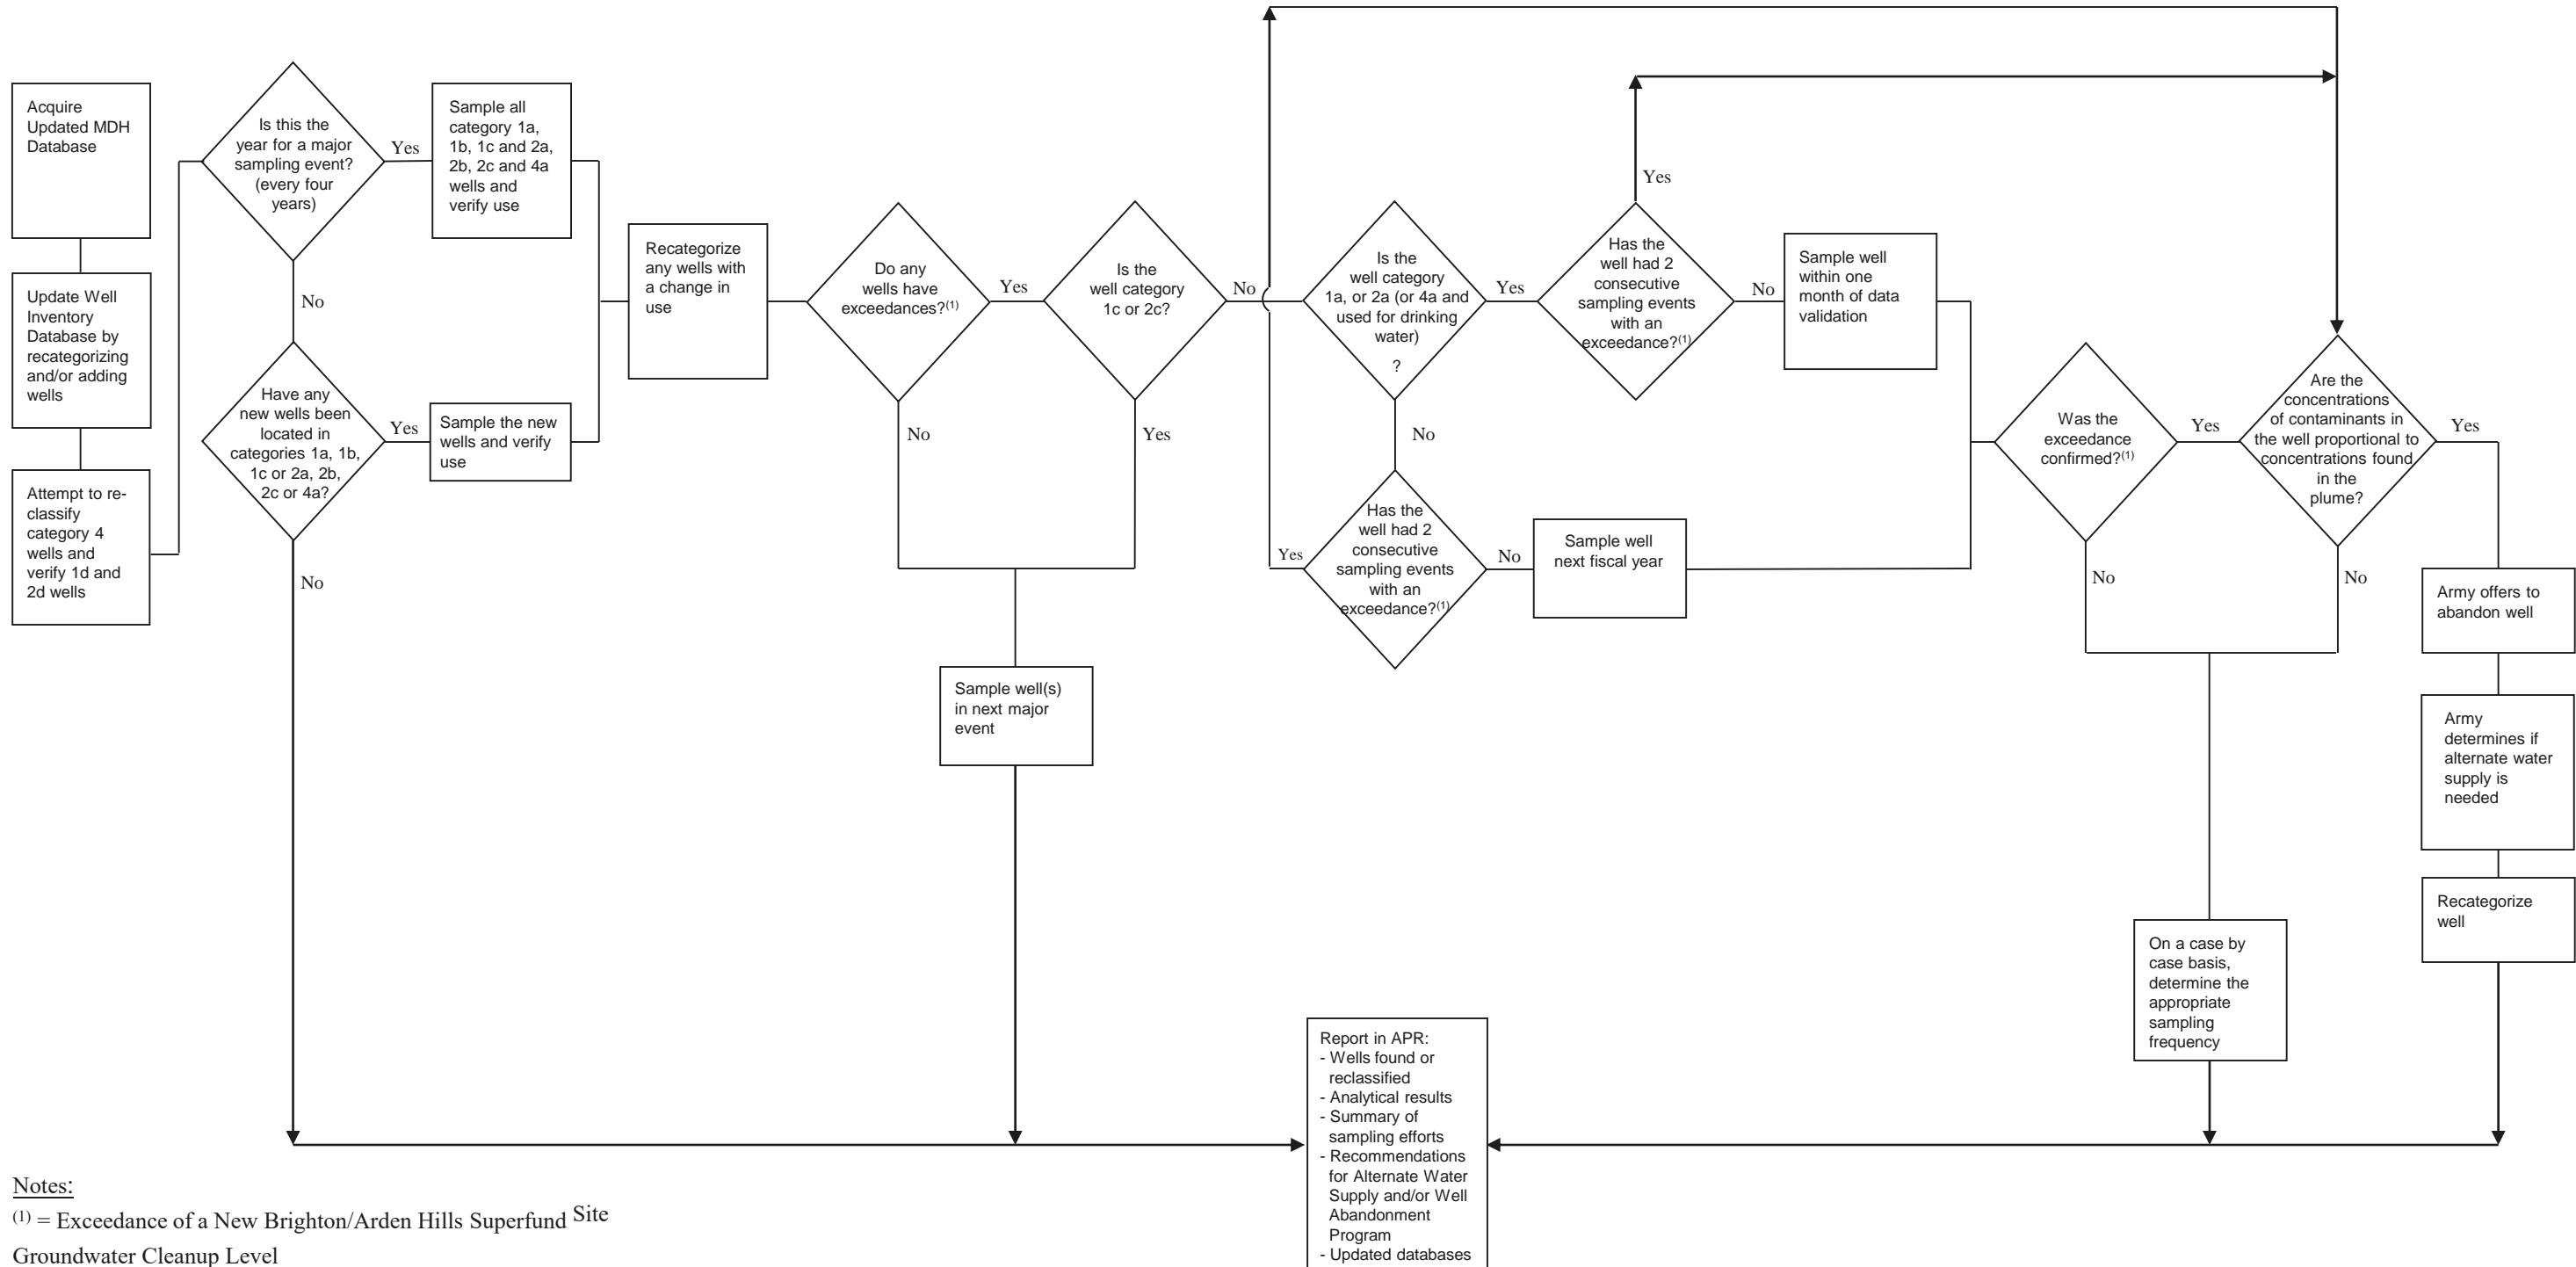 Acquire
Updated MDH
Database
Update Well
Inventory
Database by
recategorizing
and/or adding
wells
Attempt to re-
classify
category 4
wells and
verify 1d and
2d wells
Is this the
year for a major
sampling event?
(every four
years)
Yes
No
Sample all
category 1a,
1b, 1c and 2a,
2b, 2c and 4a
wells and
verify use
Have any
new wells been
located in
categories 1a, 1b,
1c or 2a, 2b,
2c or 4a?
Yes
No
Sample the new
wells and verify
use
Recategorize
any wells with
a change in
use
Do any
wells have
exceedances?(1)
Yes
No
Is the
well category
1c or 2c?
No
Yes
Sample well(s)
in next major
event
Is the
well category
1a, or 2a (or 4a and
used for drinking
water)
?
Yes
No
Has the
well had 2
consecutive
sampling events
with an
exceedance?(1)
Yes
No
Sample well
within one
month of data
validation
Has the
well had 2
consecutive
sampling events
with an
exceedance?(1)
Yes
No
Sample well
next fiscal year
Was the
exceedance
confirmed?(1)
Yes
No
Are the
concentrations
of contaminants in
the well proportional to
concentrations found
in the
plume?
Yes
No
Army offers to
abandon well
Army
determines if
alternate water
supply is
needed
Recategorize
well
On a case by
case basis,
determine the
appropriate
sampling
frequency
Report in APR:
- Wells found or
reclassified
- Analytical results
- Summary of
sampling efforts
- Recommendations
for Alternate Water
Supply and/or Well
Abandonment
Program
- Updated databases
Notes:
(1) = Exceedance of a New Brighton/Arden Hills Superfund Site
Groundwater Cleanup Level